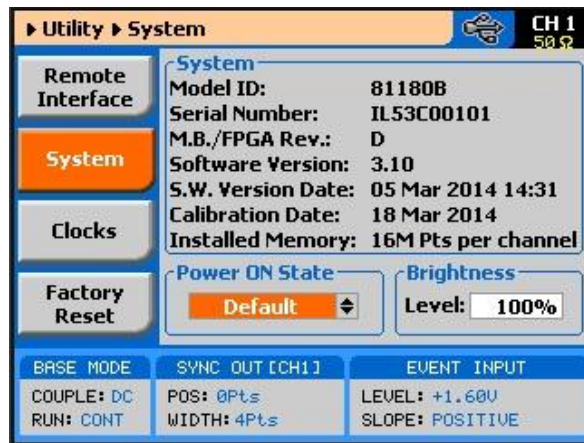 Utility System
CH 1
50 Ω
Remote
Interface
System
Clocks
Factory
Reset
System
Model ID: 81180B
Serial Number: IL53C00101
M.B./FPGA Rev.: D
Software Version: 3.10
S.W. Version Date: 05 Mar 2014 14:31
Calibration Date: 18 Mar 2014
Installed Memory: 16M Pts per channel
Power ON State
Default
Brightness
Level: 100%
BASE MODE
COUPLE: DC
RUN: CONT
SYNC OUT [CH1]
POS: 0Pts
WIDTH: 4Pts
EVENT INPUT
LEVEL: +1.60V
SLOPE: POSITIVE